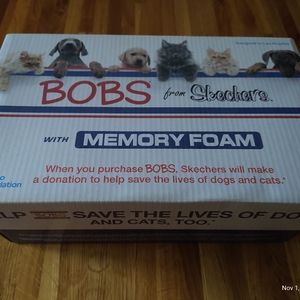 BOBS from Skechers
WITH MEMORY FOAM
When you purchase BOBS, Skechers will make
a donation to help save the lives of dogs and cats.*
SAVE THE LIVES OF DO
AND CATS, TOO.*
Nov 1,